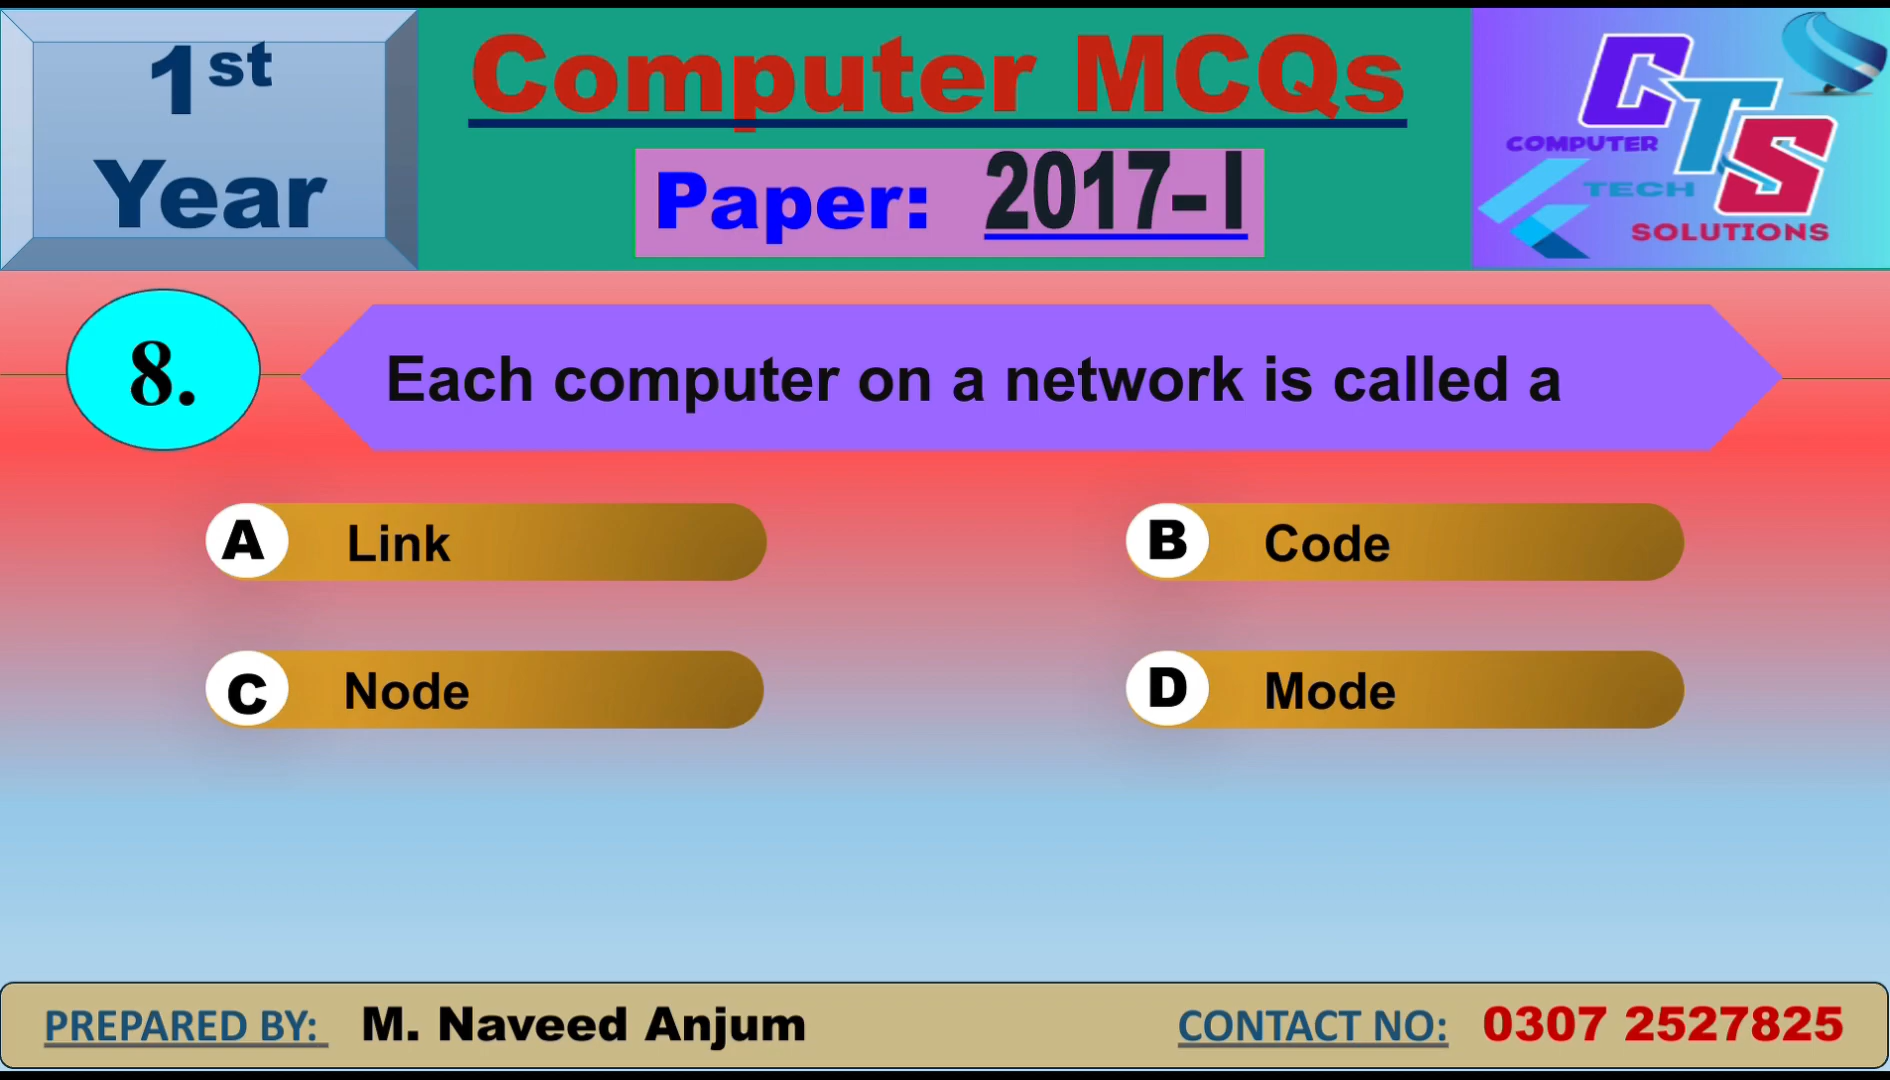 1st
Year
Computer MCQs
Paper: 2017-I
CTS
COMPUTER
TECH
SOLUTIONS
8.
Each computer on a network is called a
A Link
B Code
C Node
D Mode
PREPARED BY: M. Naveed Anjum
CONTACT NO: 0307 2527825